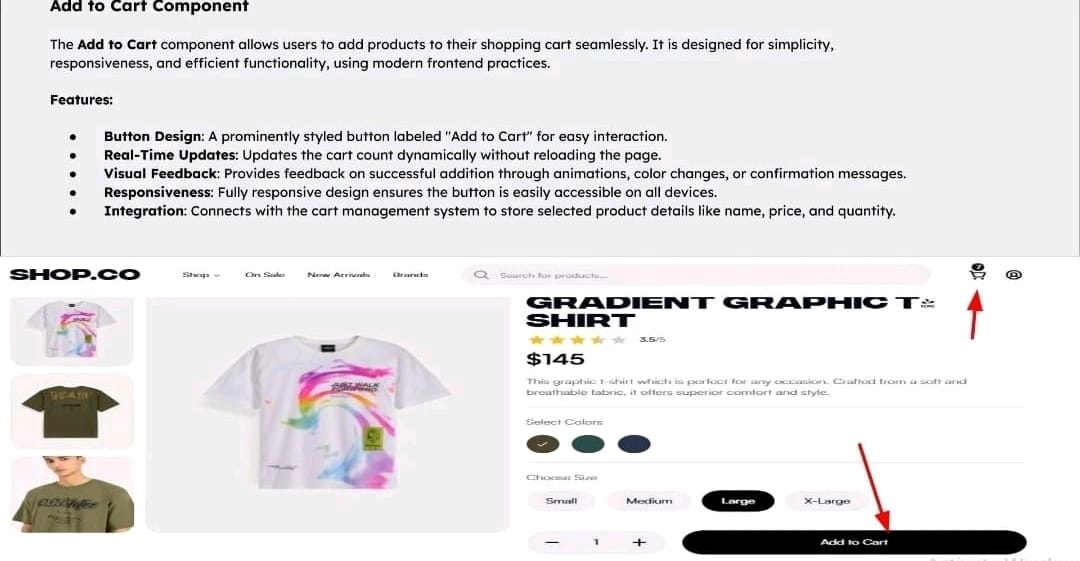 Add to Cart Component
The Add to Cart component allows users to add products to their shopping cart seamlessly. It is designed for simplicity,
responsiveness, and efficient functionality, using modern frontend practices.
Features:
● Button Design: A prominently styled button labeled "Add to Cart" for easy interaction.
● Real-Time Updates: Updates the cart count dynamically without reloading the page.
● Visual Feedback: Provides feedback on successful addition through animations, color changes, or confirmation messages.
● Responsiveness: Fully responsive design ensures the button is easily accessible on all devices.
● Integration: Connects with the cart management system to store selected product details like name, price, and quantity.
SHOP.CO
Shop
On Sale
New Arrivals
Brands
Search for products...
GRADIENT GRAPHIC T-
SHIRT
3.5/5
$145
This graphic t-shirt which is perfect for any occasion. Crafted from a soft and
breathable fabric, it offers superior comfort and style.
Select Colors
Choose Size
Small
Medium
Large
X-Large
− 1 +
Add to Cart
JUST WALK
FORWARD.